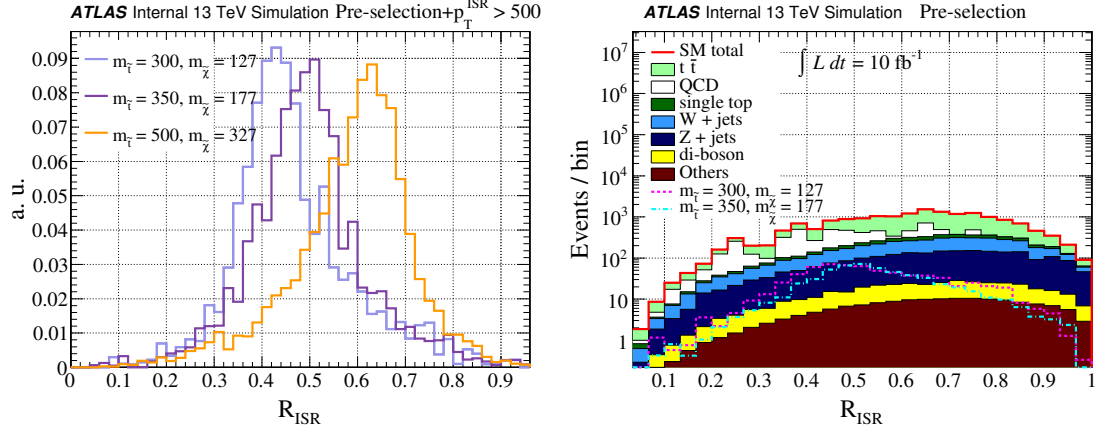 ATLAS Internal 13 TeV Simulation Pre-selection+p_T^ISR > 500
a. u.
0.09
0.08
0.07
0.06
0.05
0.04
0.03
0.02
0.01
0
m_t̃ = 300, m_χ̃ = 127
m_t̃ = 350, m_χ̃ = 177
m_t̃ = 500, m_χ̃ = 327
0 0.1 0.2 0.3 0.4 0.5 0.6 0.7 0.8 0.9
R_ISR
ATLAS Internal 13 TeV Simulation Pre-selection
Events / bin
10^7
10^6
10^5
10^4
10^3
10^2
10
1
SM total
t t̄
QCD
single top
W + jets
Z + jets
di-boson
Others
m_t̃ = 300, m_χ̃ = 127
m_t̃ = 350, m_χ̃ = 177
∫ L dt = 10 fb^-1
0.1 0.2 0.3 0.4 0.5 0.6 0.7 0.8 0.9 1
R_ISR